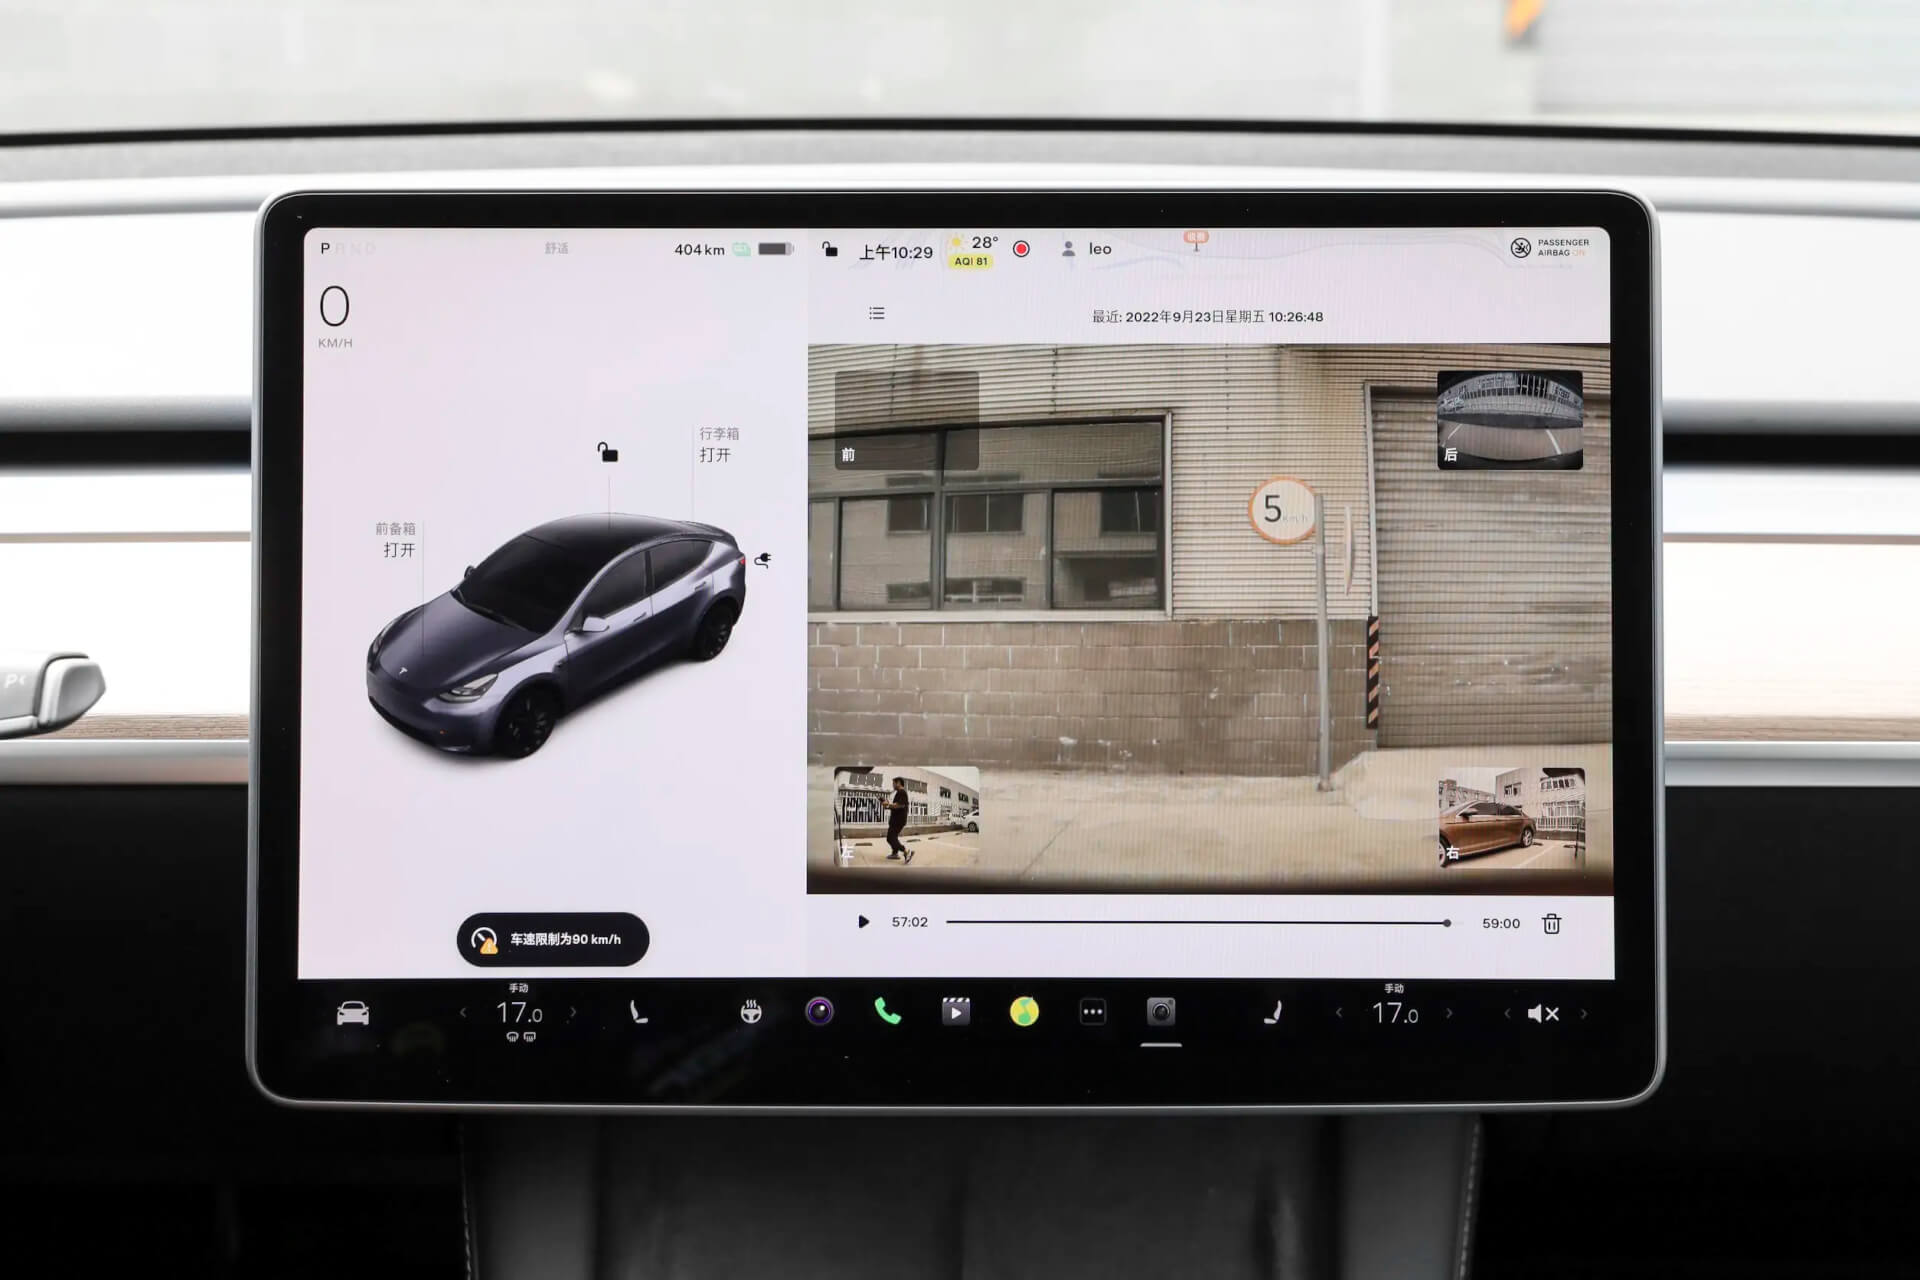 P R N D
舒适
404 km
上午10:29
28°
AQI 81
leo
PASSENGER
AIRBAG ON
0
KM/H
最近: 2022年9月23日星期五 10:26:48
行李箱
打开
前备箱
打开
前
后
5 Km/h
左
右
车速限制为90 km/h
57:02
59:00
手动
17.0
手动
17.0
P